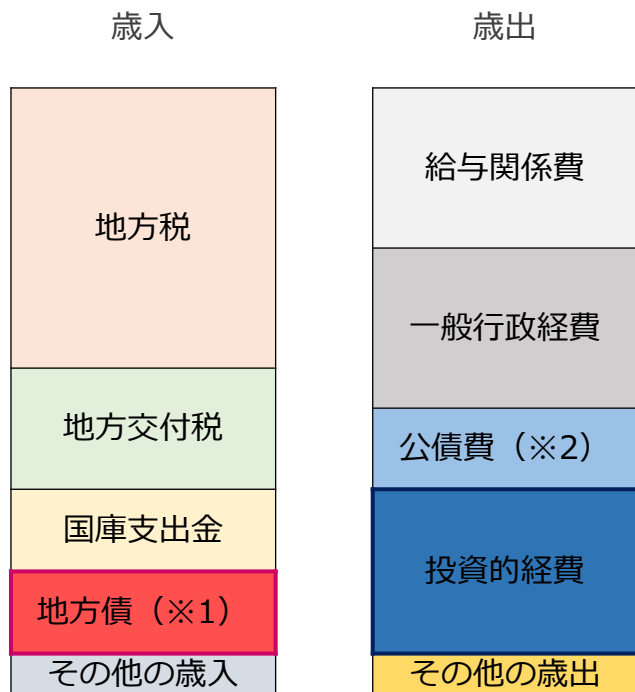 歳入
地方税
地方交付税
国庫支出金
地方債（※1）
その他の歳入
歳出
給与関係費
一般行政経費
公債費（※2）
投資的経費
その他の歳出